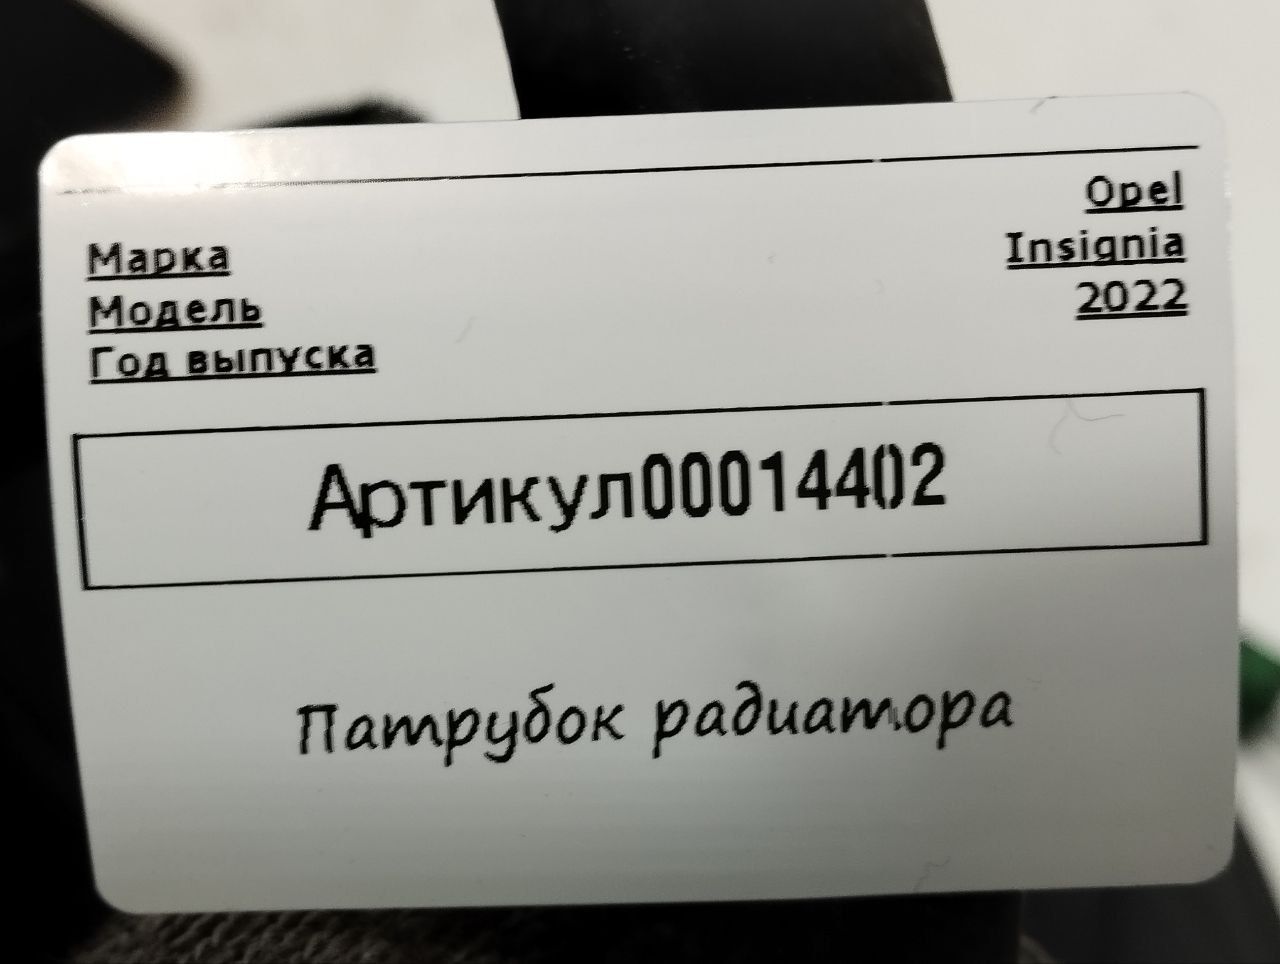 Opel
Марка
Insignia
Модель
2022
Год выпуска
Артикул00014402
Патрубок радиатора